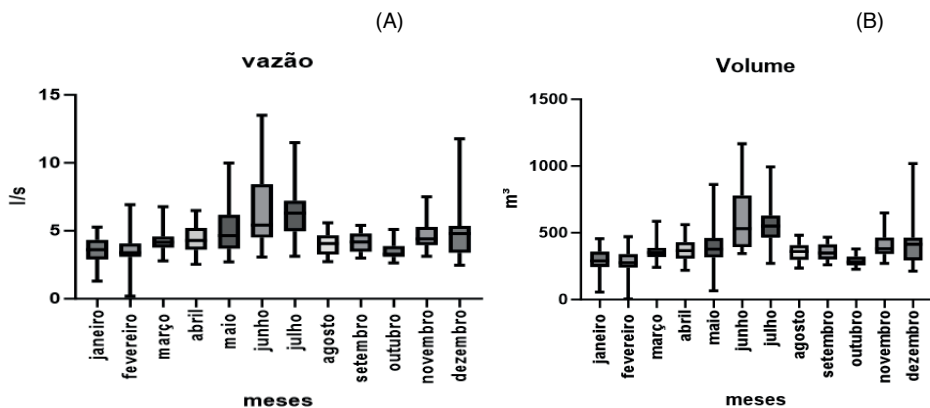 (A)
vazão
15
10
5
0
l/s
janeiro
fevereiro
março
abril
maio
junho
julho
agosto
setembro
outubro
novembro
dezembro
meses
(B)
Volume
1500
1000
500
0
m³
janeiro
fevereiro
março
abril
maio
junho
julho
agosto
setembro
outubro
novembro
dezembro
meses